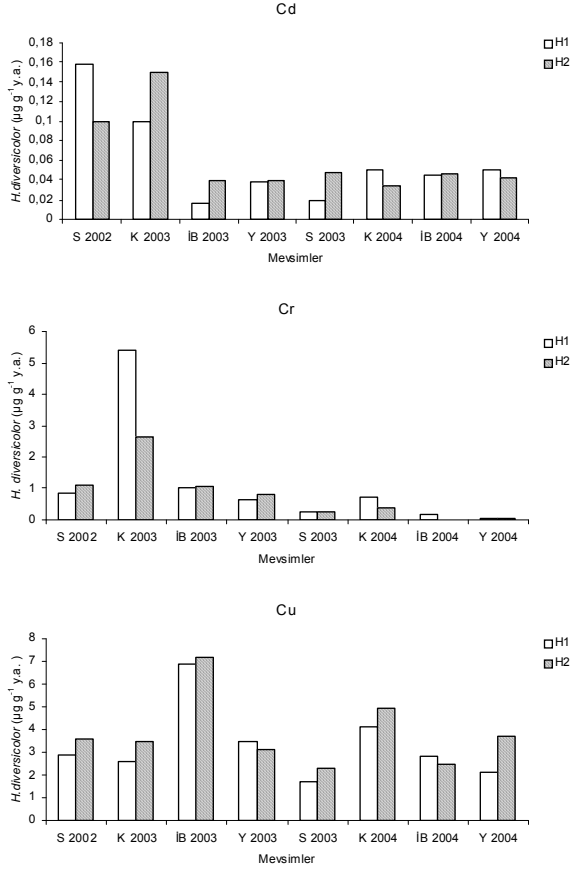 Cd
H.diversicolor (µg g-1 y.a.)
0,18
0,16
0,14
0,12
0,1
0,08
0,06
0,04
0,02
0
S 2002 K 2003 İB 2003 Y 2003 S 2003 K 2004 İB 2004 Y 2004
Mevsimler
H1
H2
Cr
H. diversicolor (µg g-1 y.a.)
6
5
4
3
2
1
0
S 2002 K 2003 İB 2003 Y 2003 S 2003 K 2004 İB 2004 Y 2004
Mevsimler
H1
H2
Cu
H.diversicolor (µg g-1 y.a. )
8
7
6
5
4
3
2
1
0
S 2002 K 2003 İB 2003 Y 2003 S 2003 K 2004 İB 2004 Y 2004
Mevsimler
H1
H2